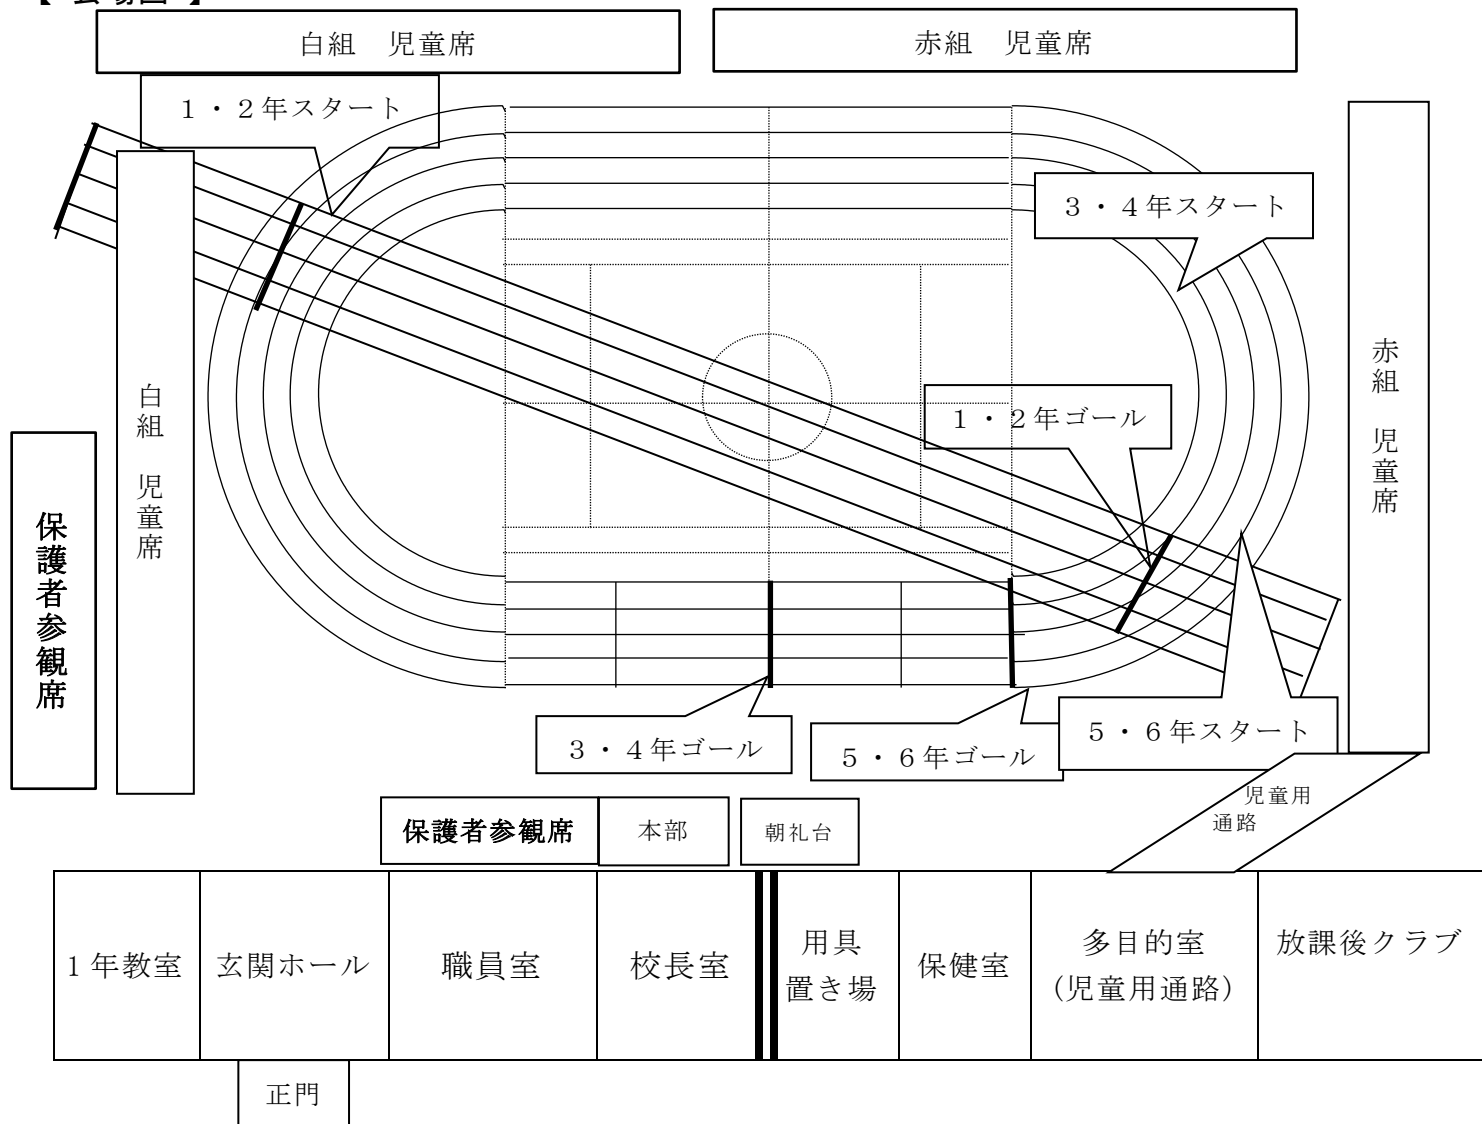 【 会場図 】
白組　児童席
赤組　児童席
１・２年スタート
３・４年スタート
白組　児童席
赤組　児童席
１・２年ゴール
保護者参観席
３・４年ゴール
５・６年ゴール
５・６年スタート
児童用
通路
保護者参観席
本部
朝礼台
1 年教室
玄関ホール
職員室
校長室
用具
置き場
保健室
多目的室
(児童用通路)
放課後クラブ
正門